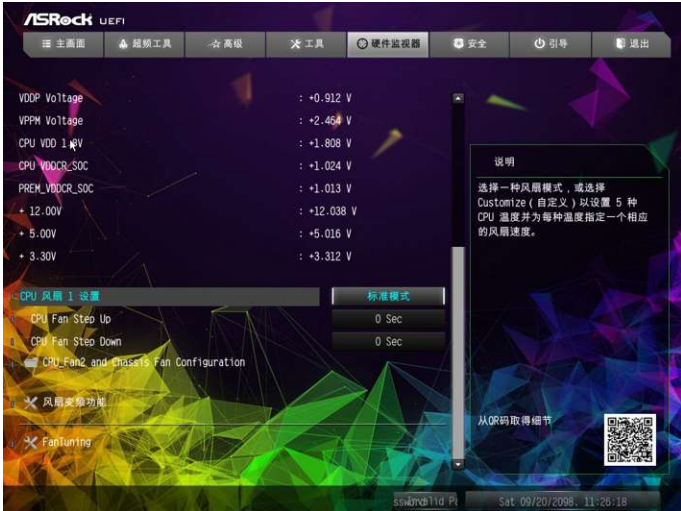 ASRock UEFI
主画面 超频工具 高级 工具 硬件监视器 安全 引导 退出
VDDP Voltage : +0.912 V
VPPM Voltage : +2.464 V
CPU VDD 1.8V : +1.808 V
CPU VDDCR_SOC : +1.024 V
PREM_VDDCR_SOC : +1.013 V
+ 12.00V : +12.038 V
+ 5.00V : +5.016 V
+ 3.30V : +3.312 V
CPU 风扇 1 设置 标准模式
CPU Fan Step Up 0 Sec
CPU Fan Step Down 0 Sec
CPU_Fan2 and Chassis Fan Configuration
风扇变频功能
FanTuning
说明
选择一种风扇模式，或选择
Customize（自定义）以设置 5 种
CPU 温度并为每种温度指定一个相应
的风扇速度。
从QR码取得细节
Sat 09/20/2098. 11:26:18